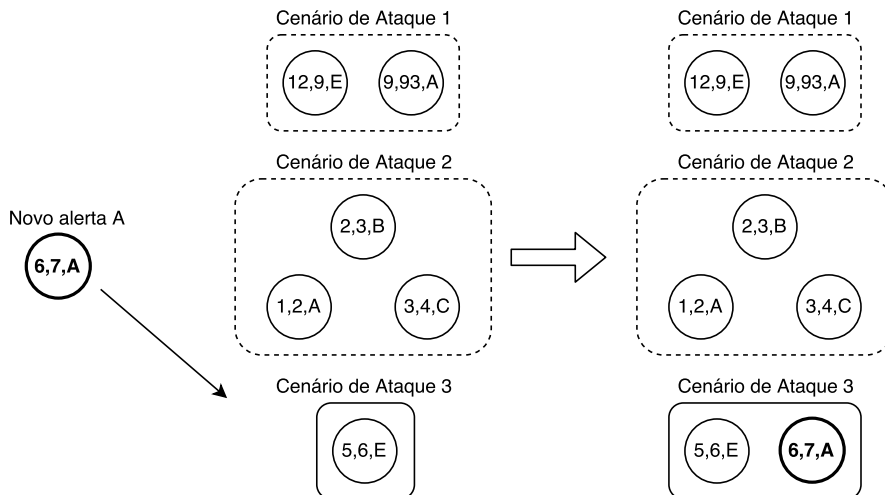 Cenário de Ataque 1
12,9,E
9,93,A
Cenário de Ataque 2
2,3,B
1,2,A
3,4,C
Cenário de Ataque 3
5,6,E
Novo alerta A
6,7,A
Cenário de Ataque 1
12,9,E
9,93,A
Cenário de Ataque 2
2,3,B
1,2,A
3,4,C
Cenário de Ataque 3
5,6,E
6,7,A